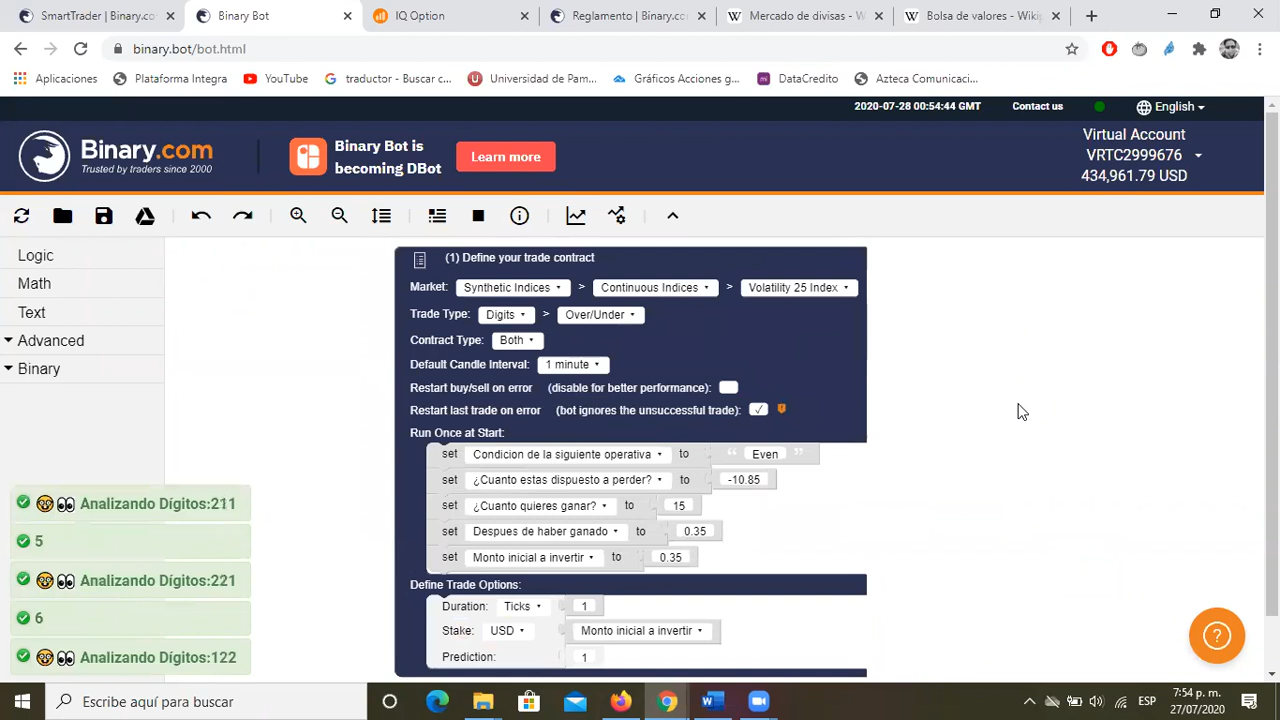 SmartTrader | Binary.c
Binary Bot
IQ Option
Reglamento | Binary.co
Mercado de divisas - W
Bolsa de valores - Wiki
binary.bot/bot.html
Aplicaciones
Plataforma Integra
YouTube
traductor - Buscar c...
Universidad de Pam...
Gráficos Acciones g...
DataCredito
Azteca Comunicaci...
2020-07-28 00:54:44 GMT
Contact us
English
Binary.com
Trusted by traders since 2000
Binary Bot is
becoming DBot
Learn more
Virtual Account
VRTC2999676
434,961.79 USD
Logic
Math
Text
Advanced
Binary
(1) Define your trade contract
Market: Synthetic Indices > Continuous Indices > Volatility 25 Index
Trade Type: Digits > Over/Under
Contract Type: Both
Default Candle Interval: 1 minute
Restart buy/sell on error (disable for better performance):
Restart last trade on error (bot ignores the unsuccessful trade): ✓
Run Once at Start:
set Condicion de la siguiente operativa to “ Even ”
set ¿Cuanto estas dispuesto a perder? to -10.85
set ¿Cuanto quieres ganar? to 15
set Despues de haber ganado to 0.35
set Monto inicial a invertir to 0.35
Define Trade Options:
Duration: Ticks 1
Stake: USD Monto inicial a invertir
Prediction: 1
Analizando Dígitos:211
5
Analizando Dígitos:221
6
Analizando Dígitos:122
?
Escribe aquí para buscar
ESP
7:54 p. m.
27/07/2020